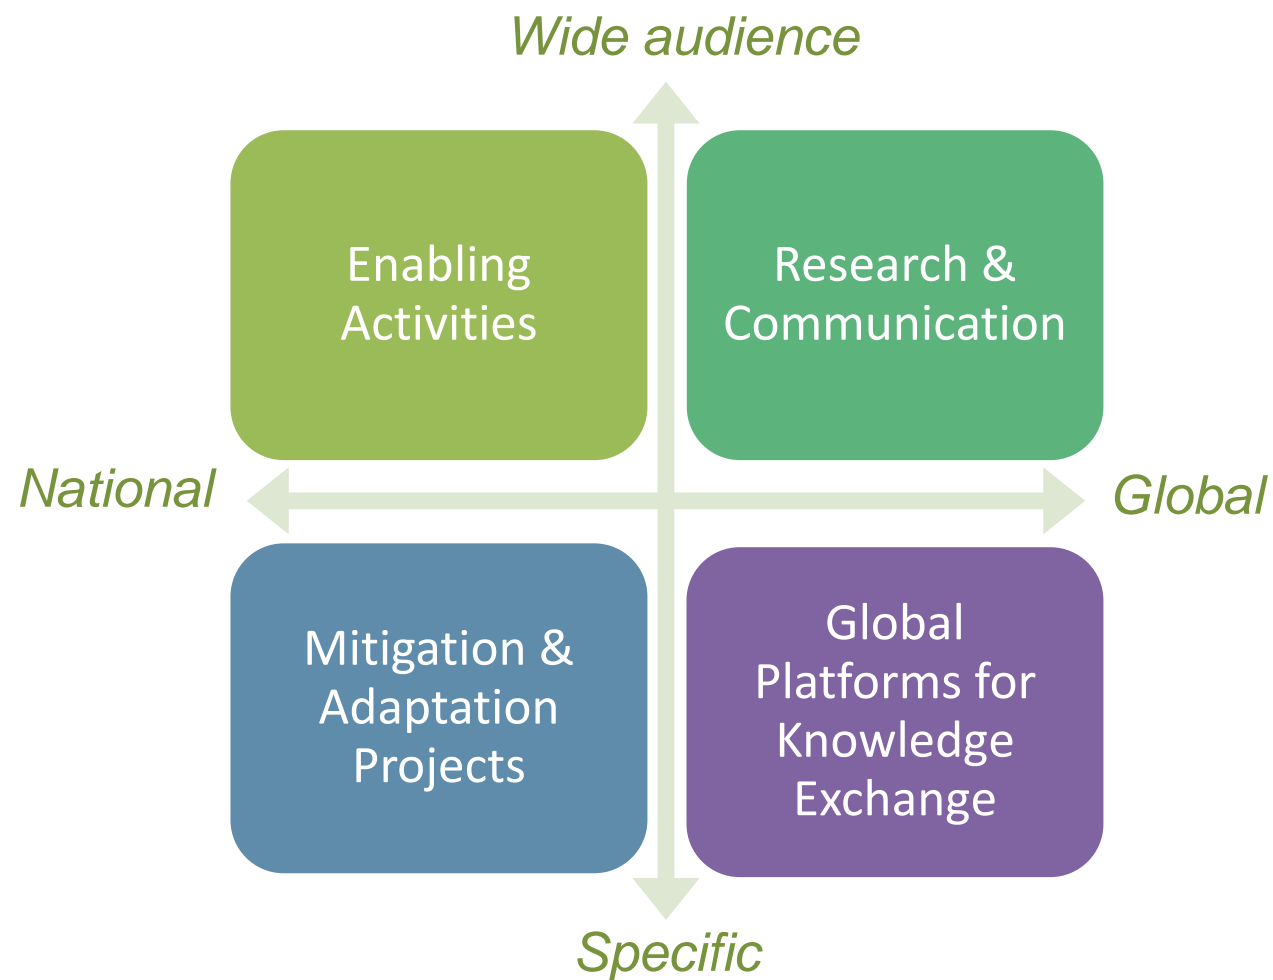 Wide audience
Enabling
Activities
Research &
Communication
National
Global
Mitigation &
Adaptation
Projects
Global
Platforms for
Knowledge
Exchange
Specific